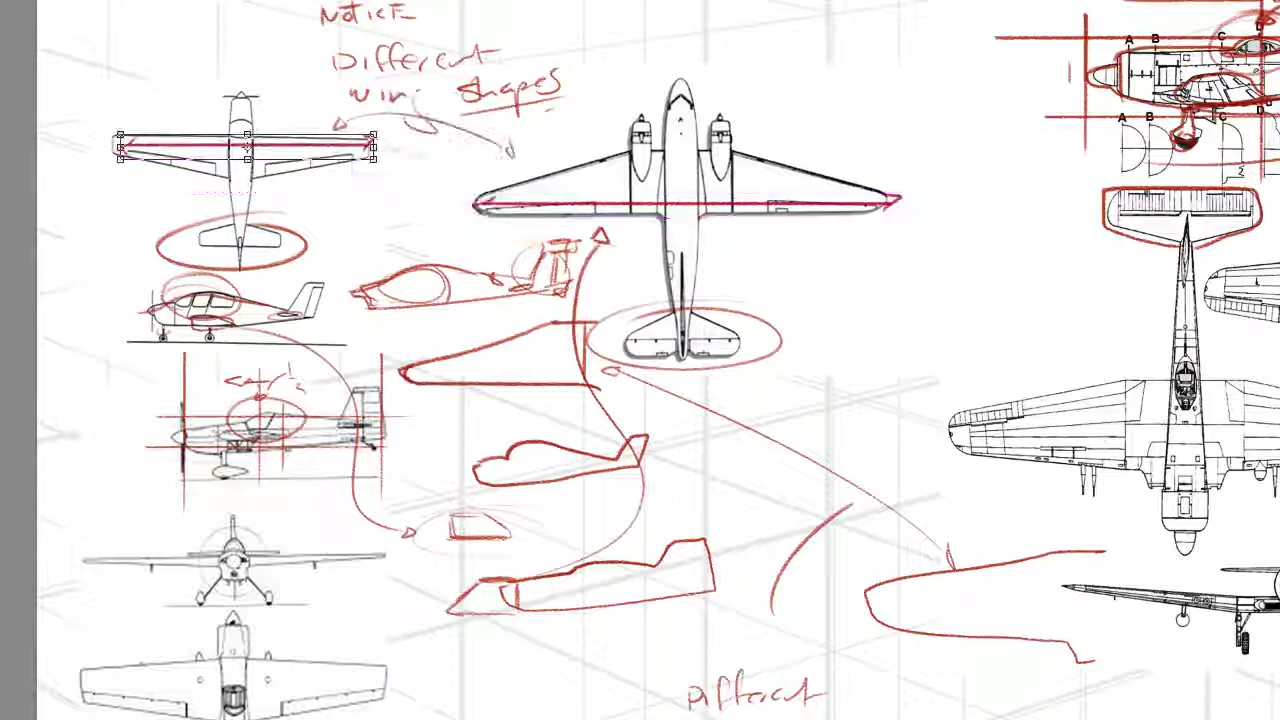 NOTICE
DIFFERENT
WING SHAPES
A B C D
A B C D
DIFFERENT